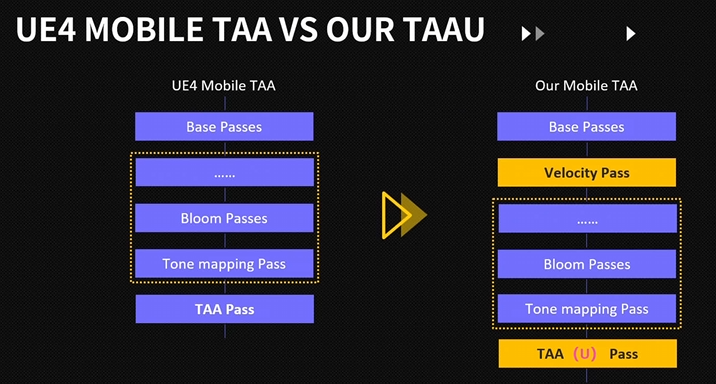 UE4 MOBILE TAA VS OUR TAAU
UE4 Mobile TAA
Base Passes
......
Bloom Passes
Tone mapping Pass
TAA Pass
Our Mobile TAA
Base Passes
Velocity Pass
......
Bloom Passes
Tone mapping Pass
TAA (U) Pass